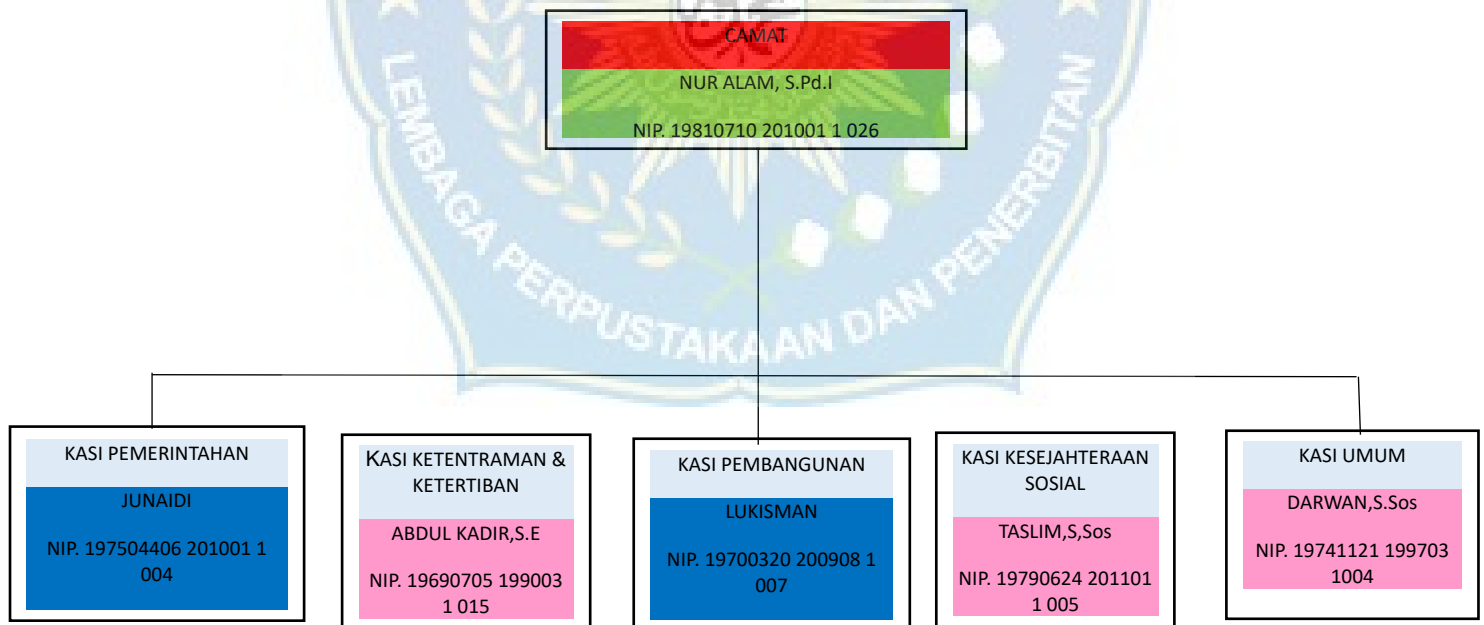 CAMAT
NUR ALAM, S.Pd.I
NIP. 19810710 201001 1 026
LEMBAGA PERPUSTAKAAN DAN PENERBITAN
KASI PEMERINTAHAN
JUNAIDI
NIP. 197504406 201001 1
004
KASI KETENTRAMAN &
KETERTIBAN
ABDUL KADIR,S.E
NIP. 19690705 199003
1 015
KASI PEMBANGUNAN
LUKISMAN
NIP. 19700320 200908 1
007
KASI KESEJAHTERAAN
SOSIAL
TASLIM,S,Sos
NIP. 19790624 201101
1 005
KASI UMUM
DARWAN,S.Sos
NIP. 19741121 199703
1004